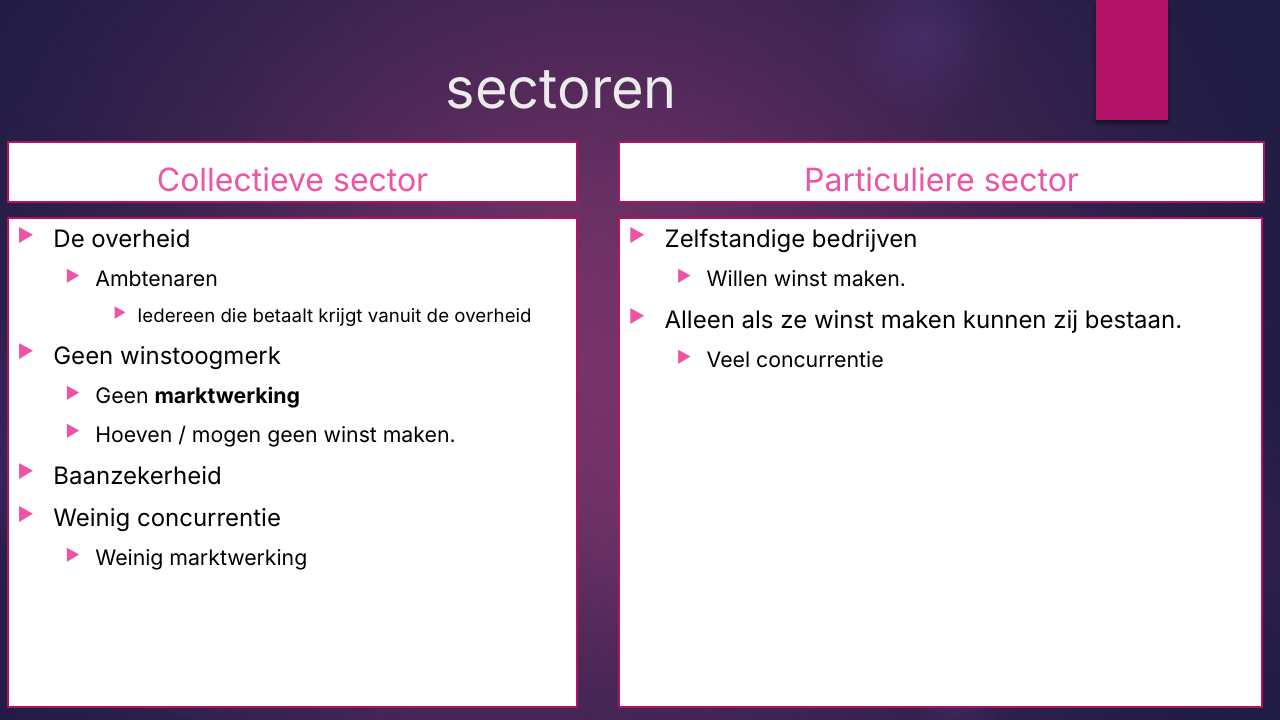 sectoren
Collectieve sector
De overheid
Ambtenaren
Iedereen die betaalt krijgt vanuit de overheid
Geen winstoogmerk
Geen marktwerking
Hoeven / mogen geen winst maken.
Baanzekerheid
Weinig concurrentie
Weinig marktwerking
Particuliere sector
Zelfstandige bedrijven
Willen winst maken.
Alleen als ze winst maken kunnen zij bestaan.
Veel concurrentie